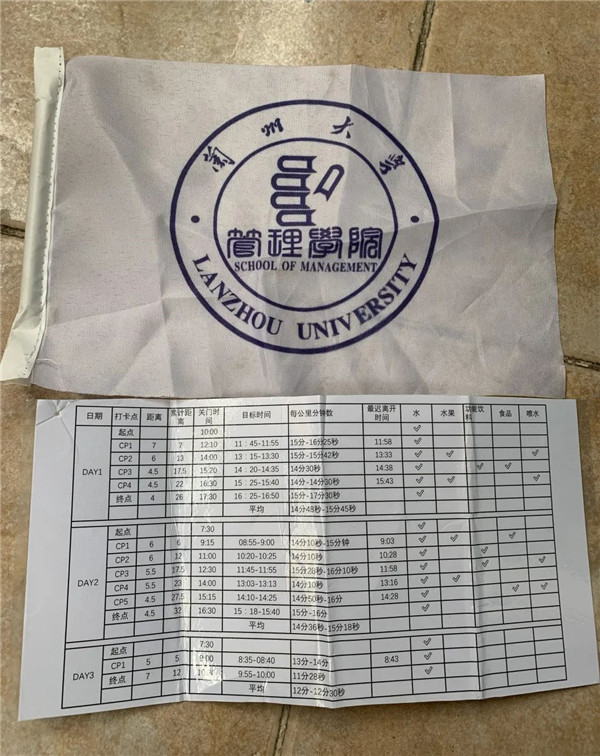 兰州大学
管理學院
SCHOOL OF MANAGEMENT
LANZHOU UNIVERSITY
日期 打卡点 距离 累计距离 关门时间 目标时间 每公里分钟数 最迟离开时间 水 水果 功能饮料 食品 喷水
DAY1
起点 10:00 ✓
CP1 7 7 12:10 11:45-11:55 15分-16分25秒 11:58 ✓
CP2 6 13 14:00 13:15-13:30 15分-15分42秒 13:33 ✓ ✓ ✓
CP3 4.5 17.5 15:20 14:20-14:35 14分30秒 14:38 ✓ ✓ ✓
CP4 4.5 22 16:30 15:25-15:40 14分-14分30秒 15:43 ✓ ✓ ✓
终点 4 26 17:30 16:25-16:50 15分-17分30秒 ✓
平均 14分48秒-15分45秒
DAY2
起点 7:30 ✓
CP1 6 6 9:15 08:55-9:00 14分10秒-15分钟 9:03 ✓ ✓
CP2 6 12 11:00 10:20-10:25 14分10秒 10:28 ✓ ✓
CP3 5.5 17.5 12:30 11:45-11:55 15分28秒-16分10秒 11:58 ✓ ✓ ✓
CP4 5.5 23 14:00 13:03-13:13 14分10秒 13:16 ✓ ✓
CP5 4.5 27.5 15:15 14:10-14:25 14分50秒-16分 14:28 ✓ ✓ ✓
终点 4.5 32 16:30 15:18-15:40 15分-16分 ✓
平均 14分36秒-15分18秒
DAY3
起点 7:30 ✓
CP1 5 5 9:00 8:35-08:40 13分-14分 8:43 ✓ ✓
终点 7 12 9:55-10:00 11分28秒 ✓
平均 12分-12分30秒